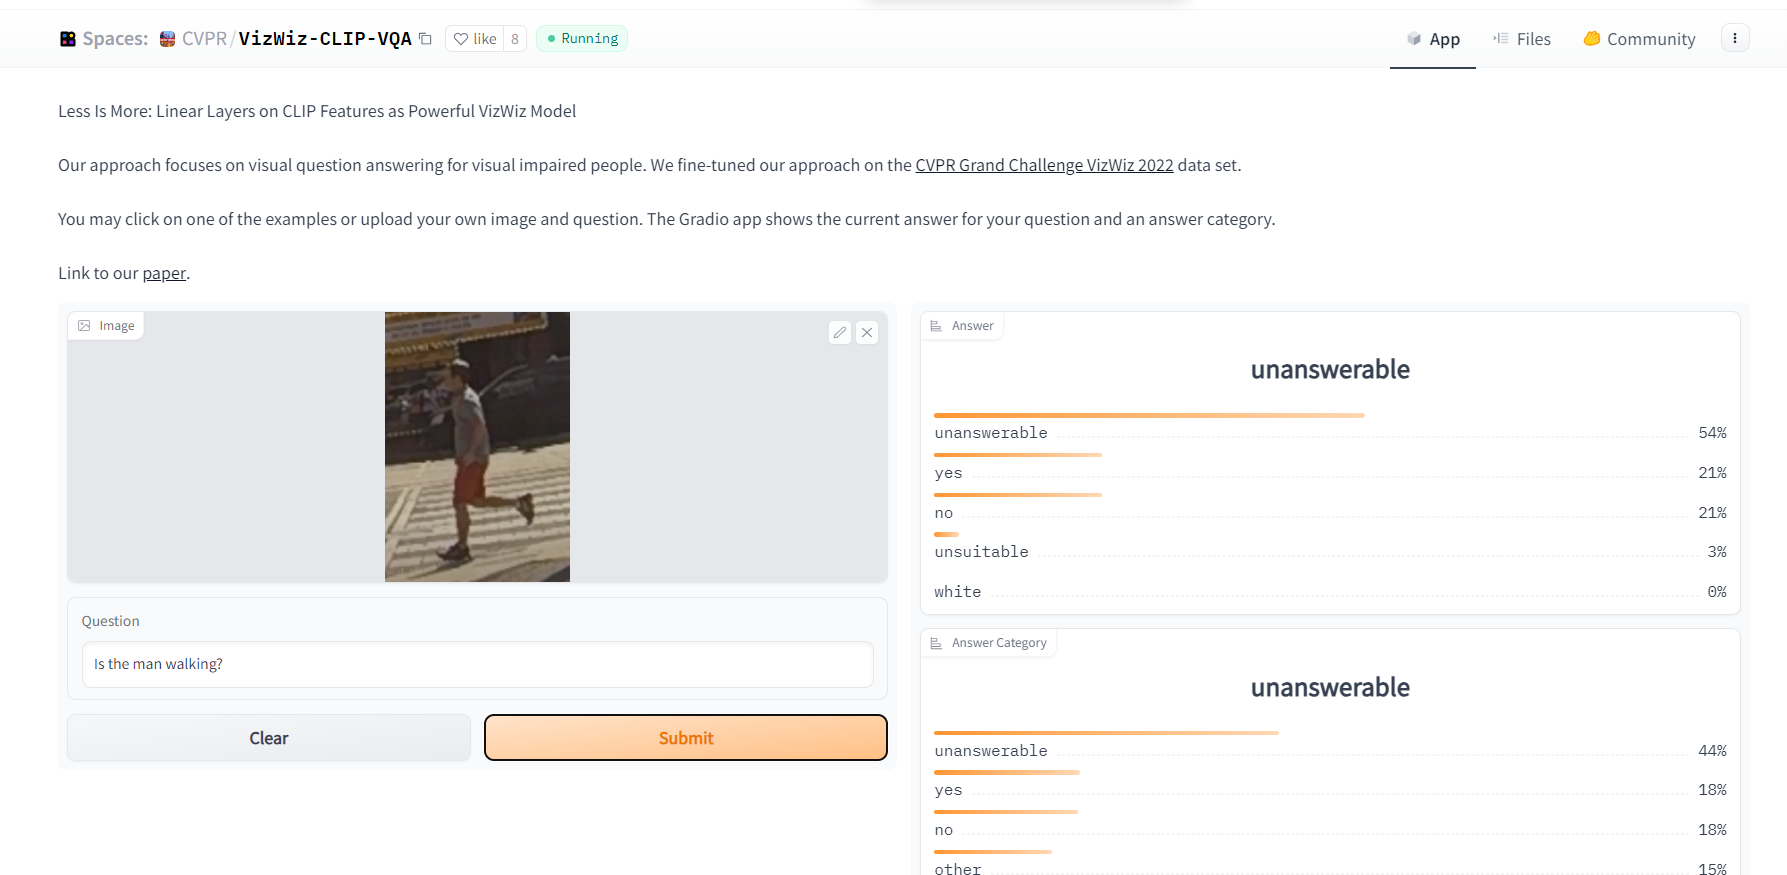 Spaces: CVPR/VizWiz-CLIP-VQA like 8 Running App Files Community
Less Is More: Linear Layers on CLIP Features as Powerful VizWiz Model
Our approach focuses on visual question answering for visual impaired people. We fine-tuned our approach on the CVPR Grand Challenge VizWiz 2022 data set.
You may click on one of the examples or upload your own image and question. The Gradio app shows the current answer for your question and an answer category.
Link to our paper.
Image
Question
Is the man walking?
Clear Submit
Answer
unanswerable
unanswerable 54%
yes 21%
no 21%
unsuitable 3%
white 0%
Answer Category
unanswerable
unanswerable 44%
yes 18%
no 18%
other 15%